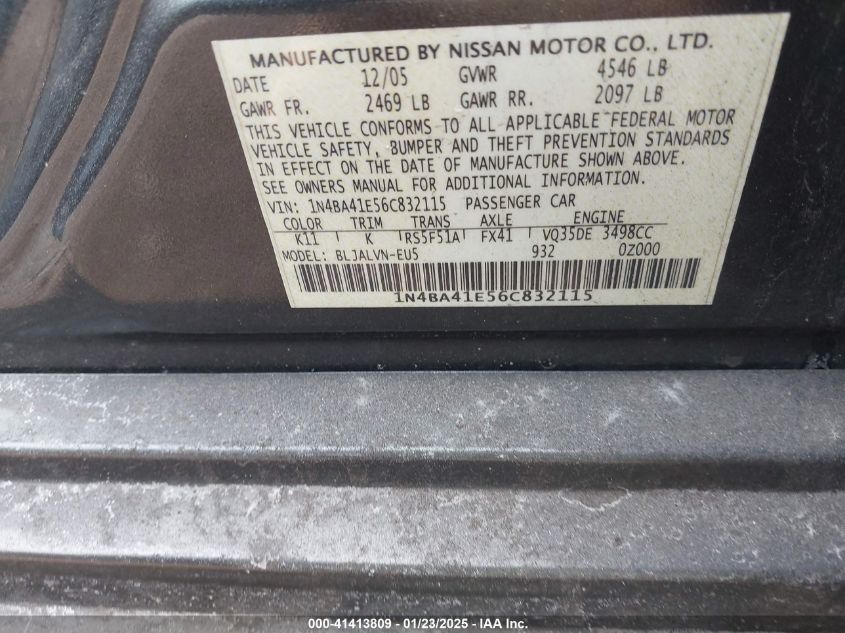 MANUFACTURED BY NISSAN MOTOR CO., LTD.
DATE 12/05 GVWR 4546 LB
GAWR FR. 2469 LB GAWR RR. 2097 LB
THIS VEHICLE CONFORMS TO ALL APPLICABLE FEDERAL MOTOR
VEHICLE SAFETY, BUMPER AND THEFT PREVENTION STANDARDS
IN EFFECT ON THE DATE OF MANUFACTURE SHOWN ABOVE.
SEE OWNERS MANUAL FOR ADDITIONAL INFORMATION.
VIN: 1N4BA41E56C832115 PASSENGER CAR
COLOR TRIM TRANS AXLE ENGINE
K11 K RS5F51A FX41 VQ35DE 3498CC
MODEL: BLJALVN-EU5 932 0Z000
1N4BA41E56C832115
000-41413809 - 01/23/2025 - IAA Inc.